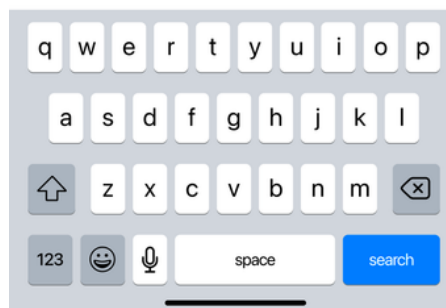 q w e r t y u i o p
a s d f g h j k l
z x c v b n m
123 space search